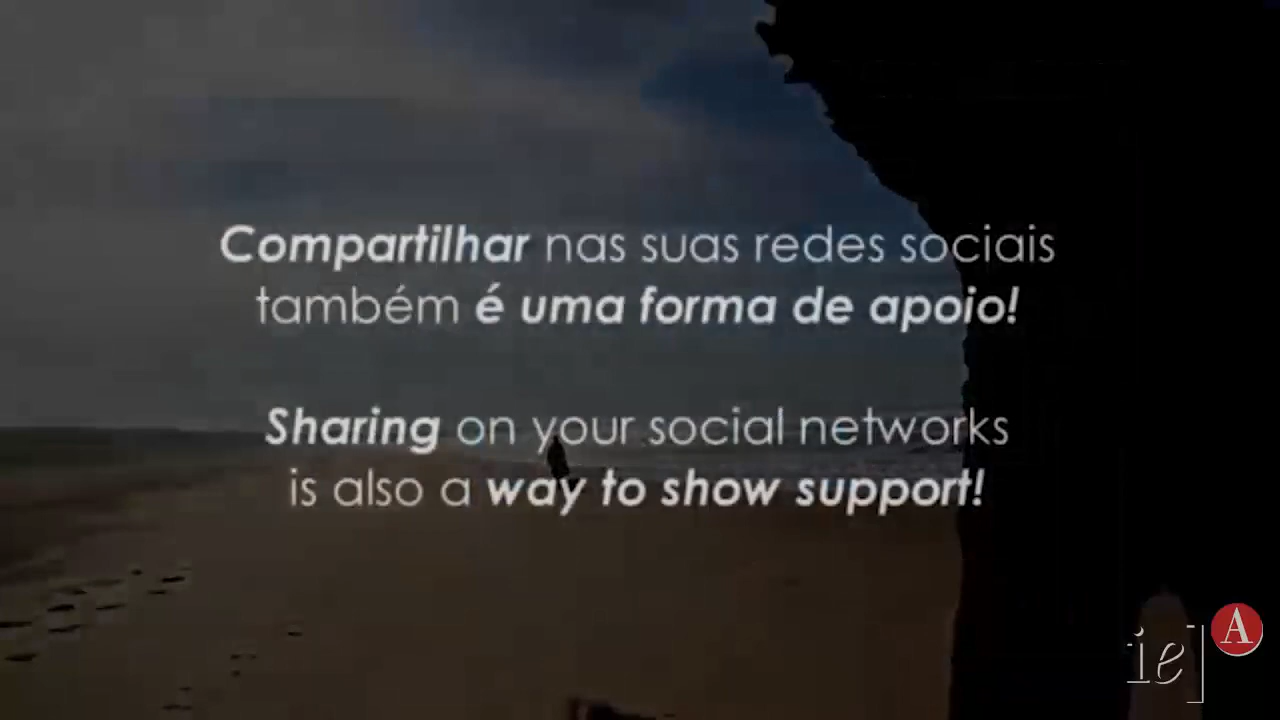 Compartilhar nas suas redes sociais
também é uma forma de apoio!
Sharing on your social networks
is also a way to show support!
ie]
A